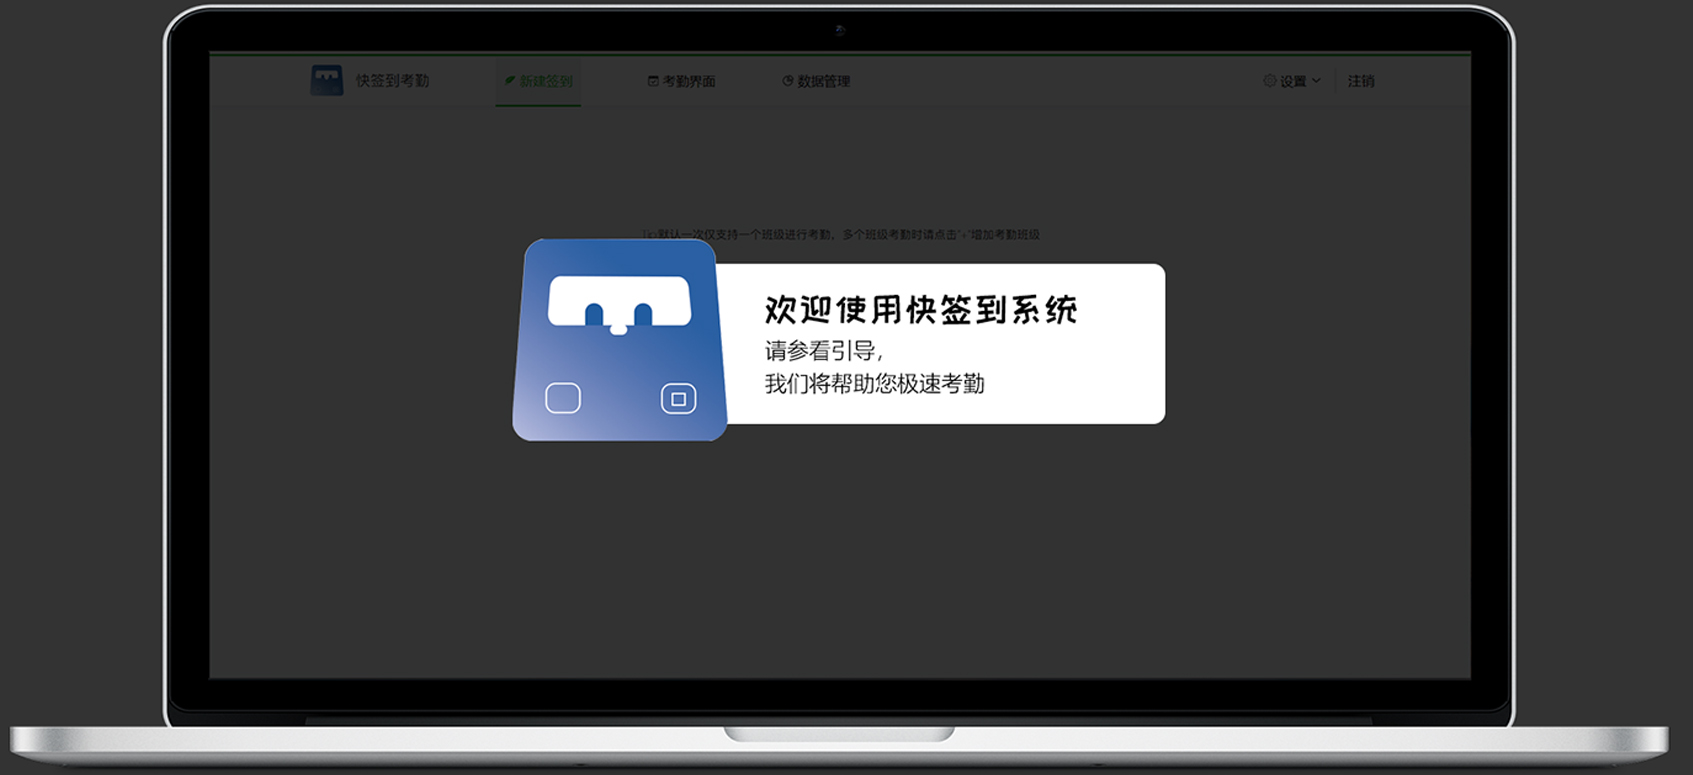 快签到考勤
新建签到
考勤界面
数据管理
设置
注销
Tip:默认一次仅支持一个班级进行考勤，多个班级考勤时请点击“+”增加考勤班级
欢迎使用快签到系统
请参看引导,
我们将帮助您极速考勤